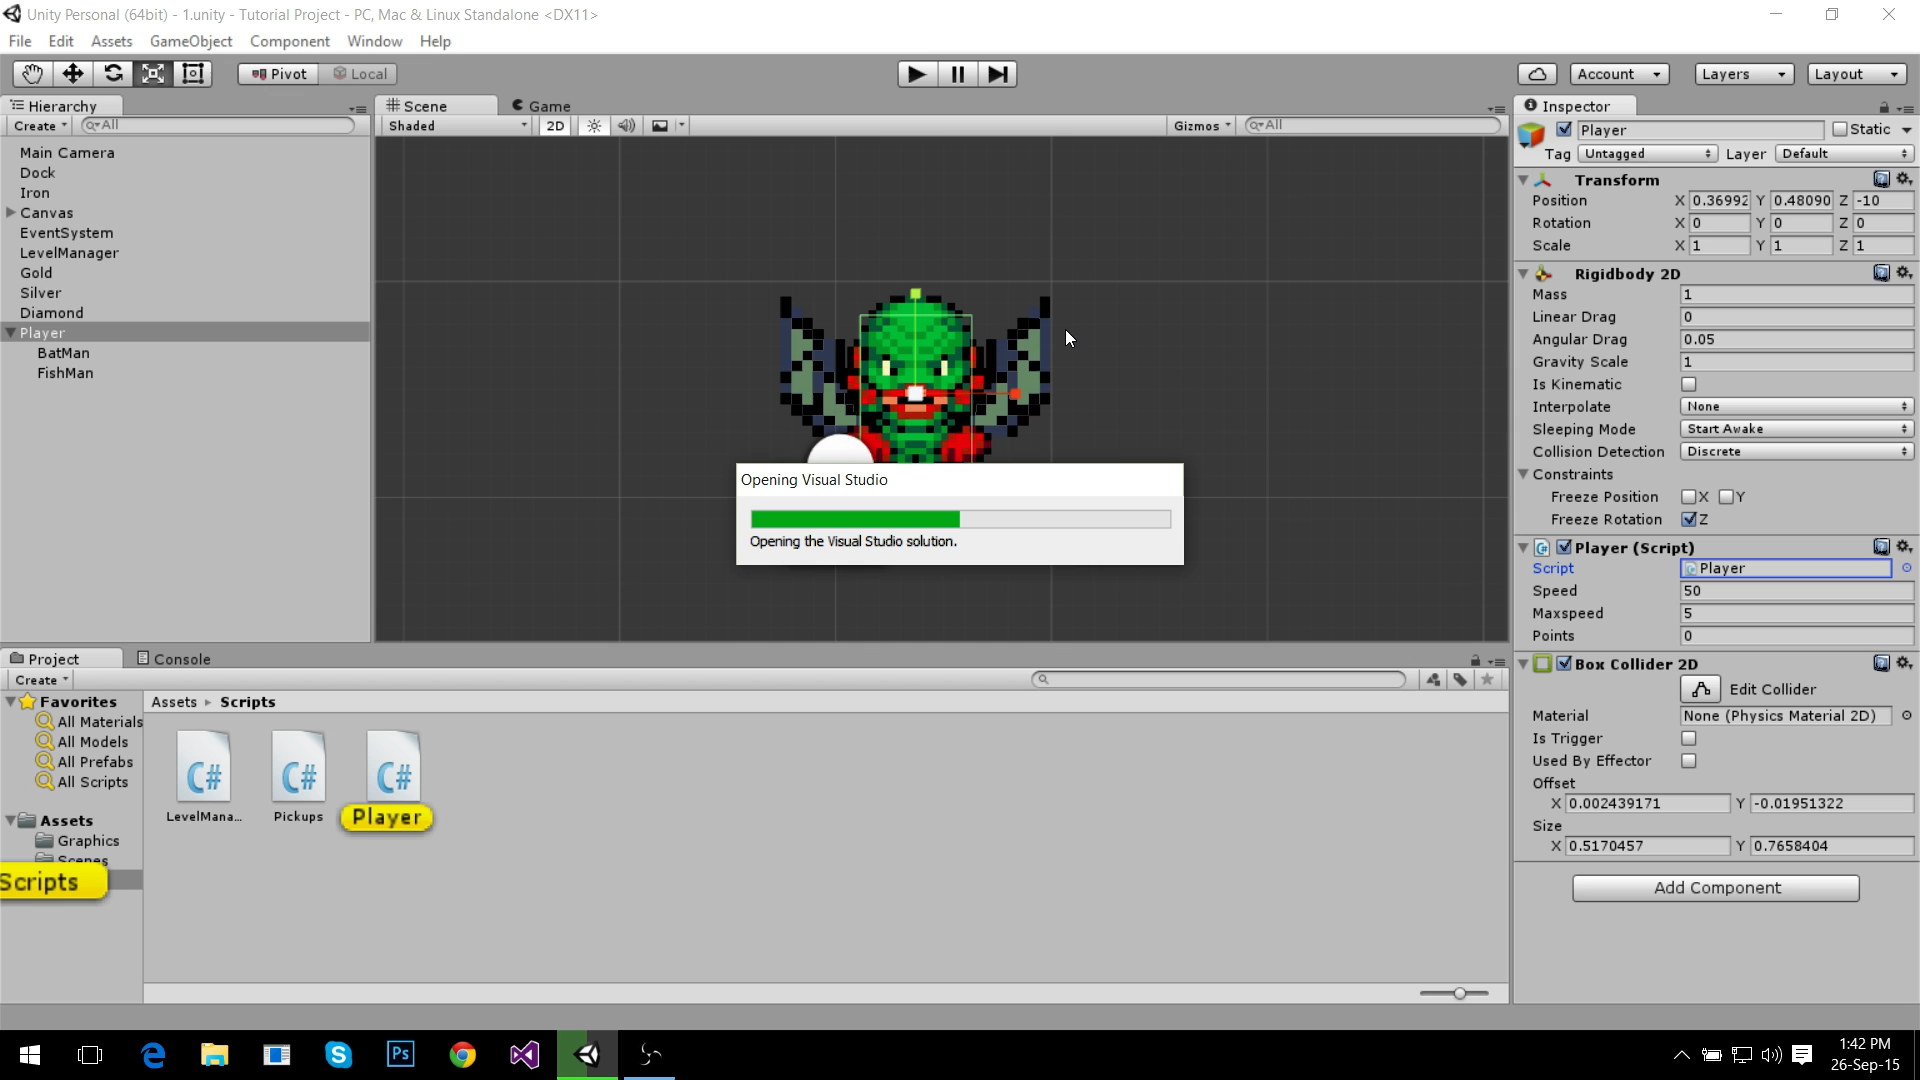 Unity Personal (64bit) - 1.unity - Tutorial Project - PC, Mac & Linux Standalone <DX11>
File Edit Assets GameObject Component Window Help
Pivot Local
Account Layers Layout
Hierarchy
Create All
Main Camera
Dock
Iron
Canvas
EventSystem
LevelManager
Gold
Silver
Diamond
Player
BatMan
FishMan
Scene Game
Shaded 2D Gizmos All
Opening Visual Studio
Opening the Visual Studio solution.
Inspector
Player Static
Tag Untagged Layer Default
Transform
Position X 0.36992 Y 0.48090 Z -10
Rotation X 0 Y 0 Z 0
Scale X 1 Y 1 Z 1
Rigidbody 2D
Mass 1
Linear Drag 0
Angular Drag 0.05
Gravity Scale 1
Is Kinematic
Interpolate None
Sleeping Mode Start Awake
Collision Detection Discrete
Constraints
Freeze Position X Y
Freeze Rotation Z
Player (Script)
Script Player
Speed 50
Maxspeed 5
Points 0
Box Collider 2D
Edit Collider
Material None (Physics Material 2D)
Is Trigger
Used By Effector
Offset
X 0.002439171 Y -0.01951322
Size
X 0.5170457 Y 0.7658404
Add Component
Project Console
Create
Favorites
All Materials
All Models
All Prefabs
All Scripts
Assets
Graphics
Scenes
Scripts
Assets Scripts
C# C# C#
LevelMana... Pickups Player
Ps
1:42 PM
26-Sep-15